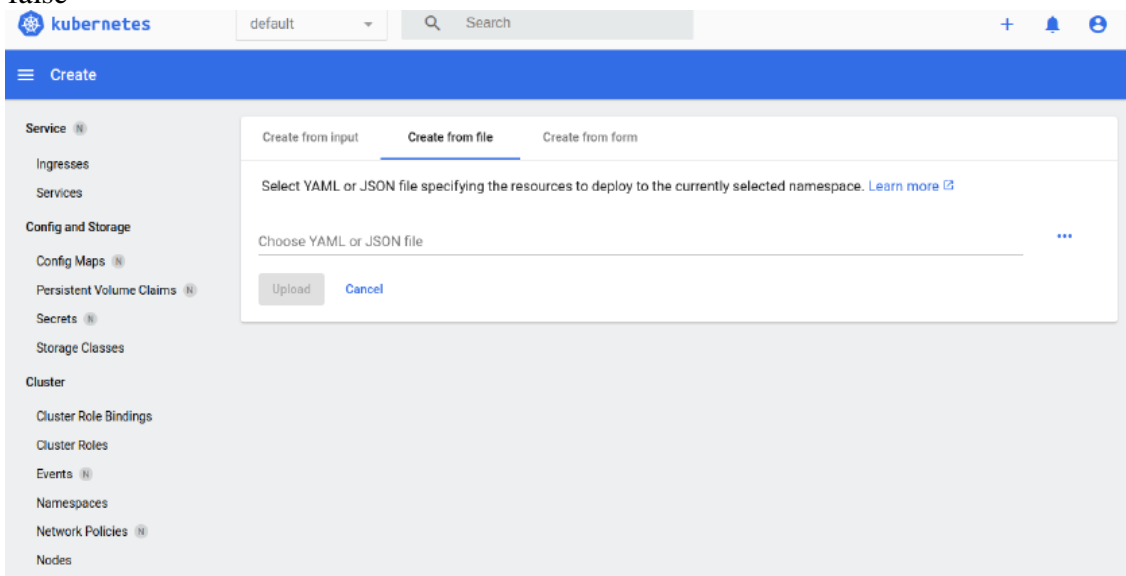 false
kubernetes default Search
Create
Service N
Ingresses
Services
Config and Storage
Config Maps N
Persistent Volume Claims N
Secrets N
Storage Classes
Cluster
Cluster Role Bindings
Cluster Roles
Events N
Namespaces
Network Policies N
Nodes
Create from input Create from file Create from form
Select YAML or JSON file specifying the resources to deploy to the currently selected namespace. Learn more
Choose YAML or JSON file
Upload Cancel